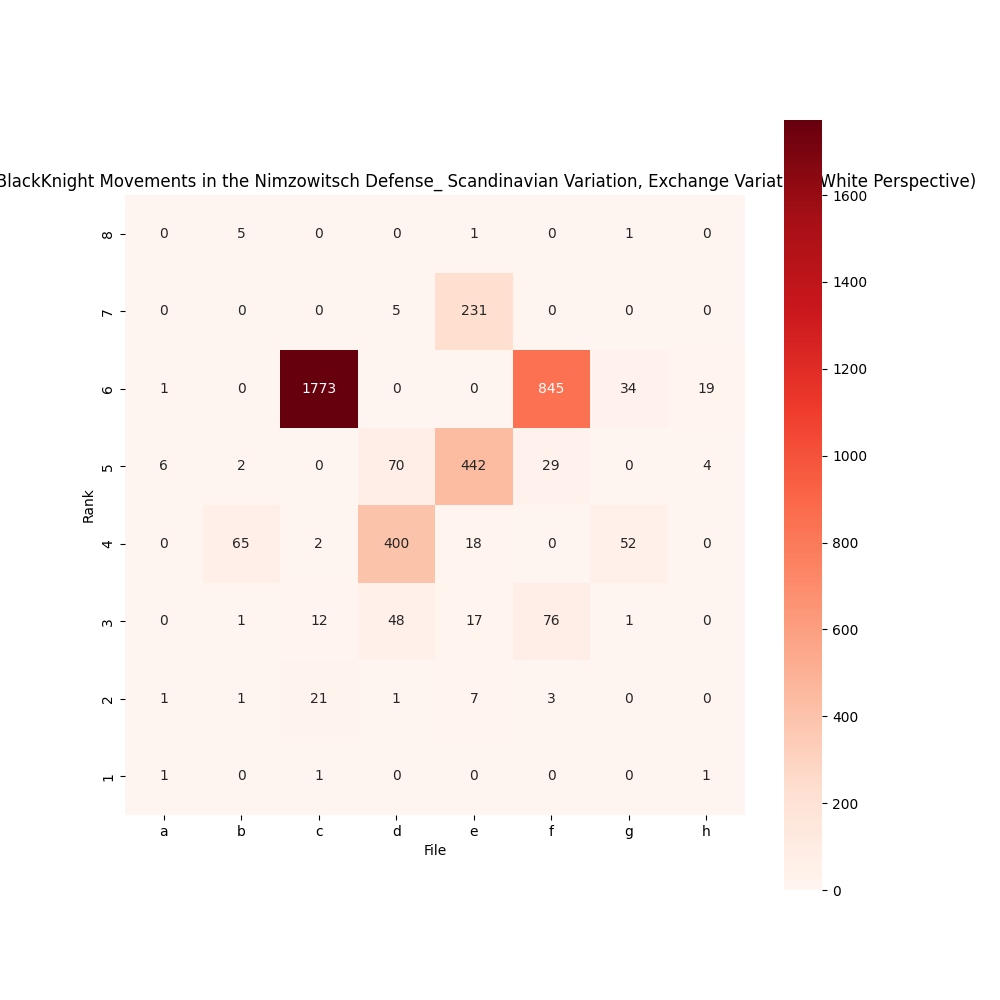 BlackKnight Movements in the Nimzowitsch Defense_ Scandinavian Variation, Exchange Variat White Perspective)
8 0 5 0 0 1 0 1 0
7 0 0 0 5 231 0 0 0
6 1 0 1773 0 0 845 34 19
5 6 2 0 70 442 29 0 4
Rank
4 0 65 2 400 18 0 52 0
3 0 1 12 48 17 76 1 0
2 1 1 21 1 7 3 0 0
1 1 0 1 0 0 0 0 1
a b c d e f g h
File
1600
1400
1200
1000
800
600
400
200
0